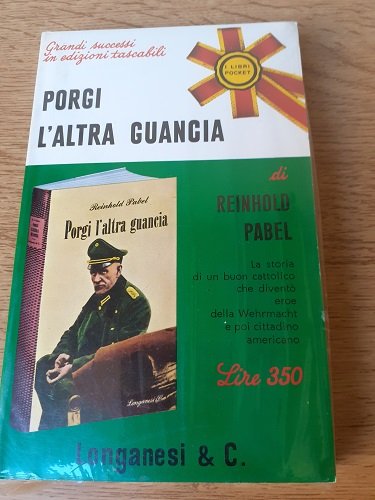 Grandi successi
in edizioni tascabili
I LIBRI
POCKET
PORGI
L'ALTRA GUANCIA
di
REINHOLD
PABEL
Reinhold Pabel
Porgi l'altra guancia
Longanesi & C.
La storia
di un buon cattolico
che diventò
eroe
della Wehrmacht
e poi cittadino
americano
Lire 350
Longanesi & C.